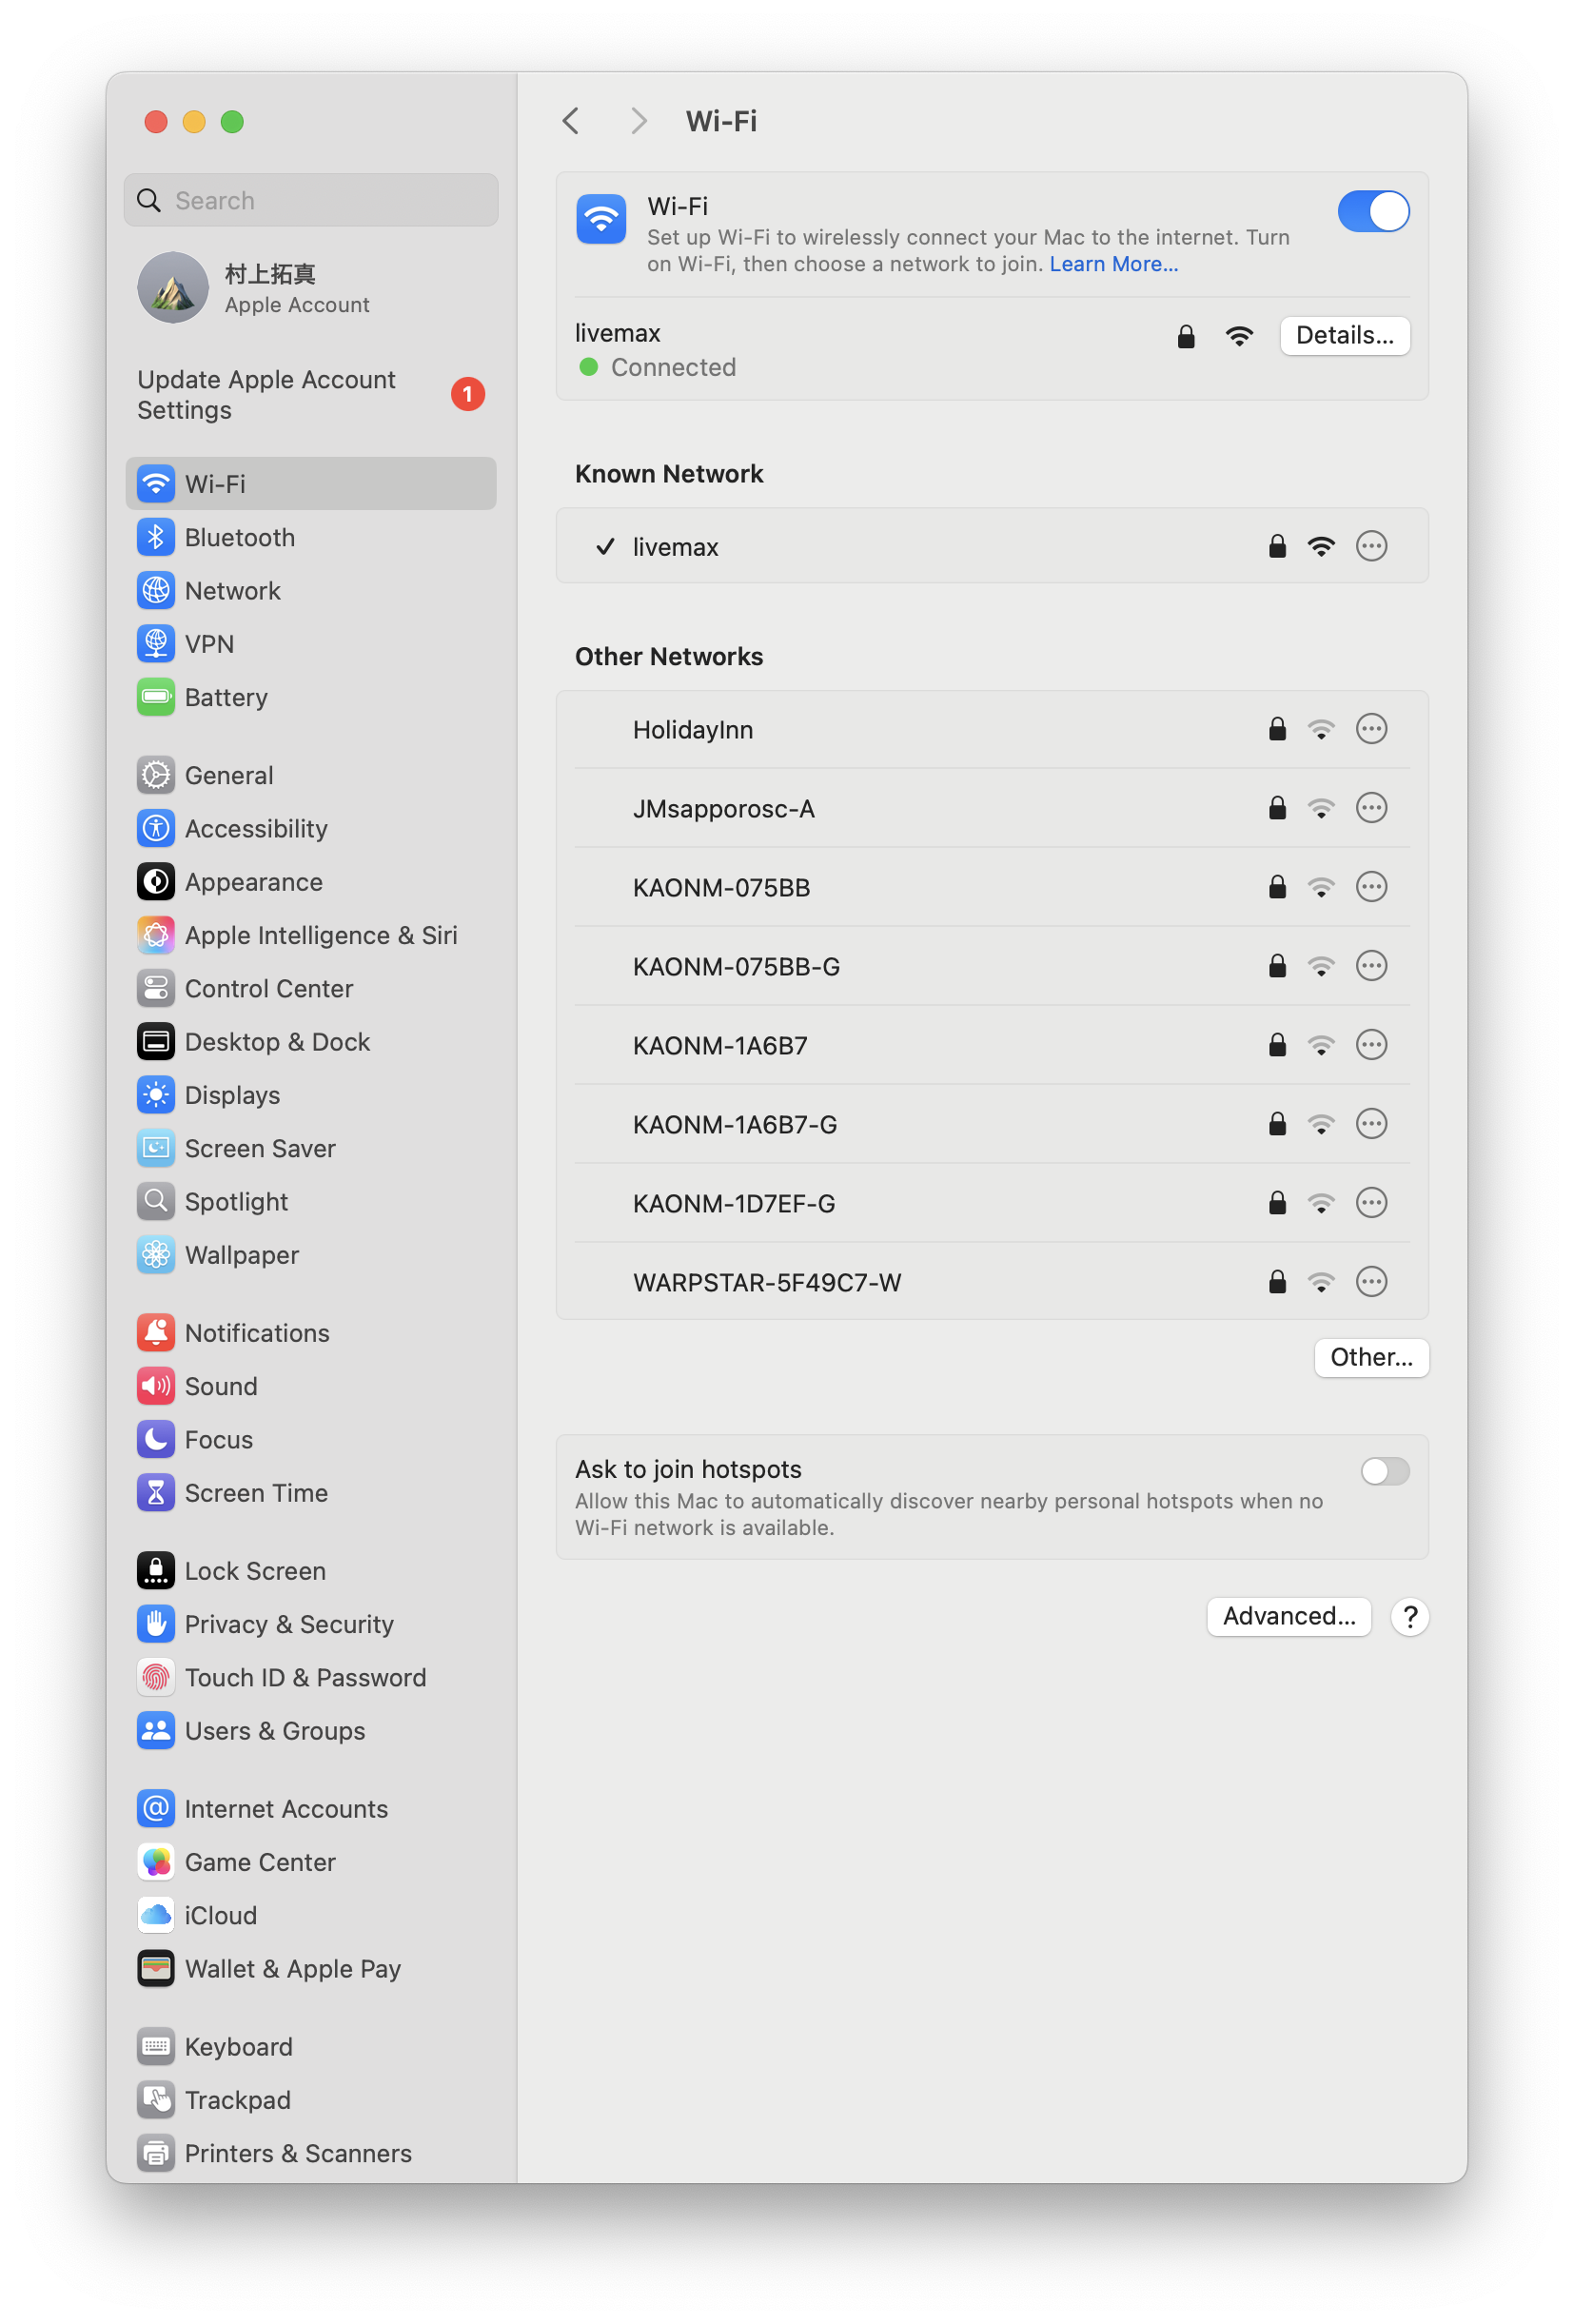 Search
村上拓真
Apple Account
Update Apple Account
Settings
1
Wi-Fi
Bluetooth
Network
VPN
Battery
General
Accessibility
Appearance
Apple Intelligence & Siri
Control Center
Desktop & Dock
Displays
Screen Saver
Spotlight
Wallpaper
Notifications
Sound
Focus
Screen Time
Lock Screen
Privacy & Security
Touch ID & Password
Users & Groups
Internet Accounts
Game Center
iCloud
Wallet & Apple Pay
Keyboard
Trackpad
Printers & Scanners
Wi-Fi
Wi-Fi
Set up Wi-Fi to wirelessly connect your Mac to the internet. Turn
on Wi-Fi, then choose a network to join. Learn More...
livemax
Details...
Connected
Known Network
livemax
Other Networks
HolidayInn
JMsapporosc-A
KAONM-075BB
KAONM-075BB-G
KAONM-1A6B7
KAONM-1A6B7-G
KAONM-1D7EF-G
WARPSTAR-5F49C7-W
Other...
Ask to join hotspots
Allow this Mac to automatically discover nearby personal hotspots when no
Wi-Fi network is available.
Advanced...
?